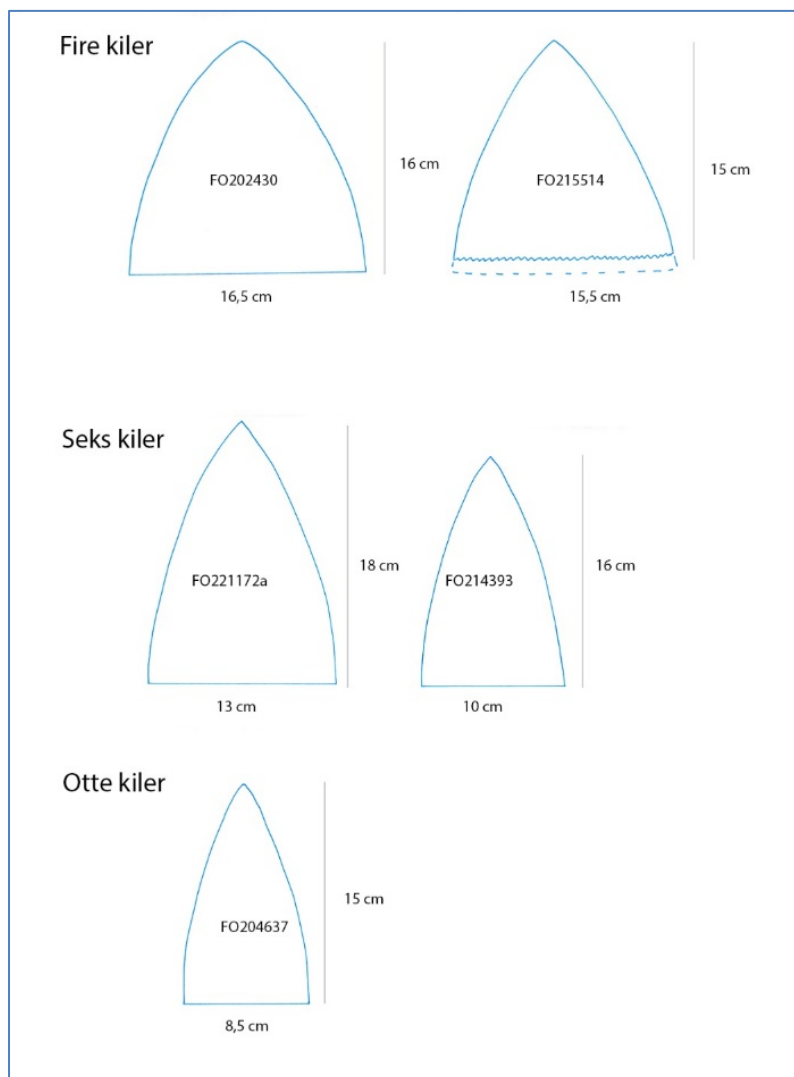 Fire kiler
FO202430
16 cm
16,5 cm
FO215514
15 cm
15,5 cm
Seks kiler
FO221172a
18 cm
13 cm
FO214393
16 cm
10 cm
Otte kiler
FO204637
15 cm
8,5 cm